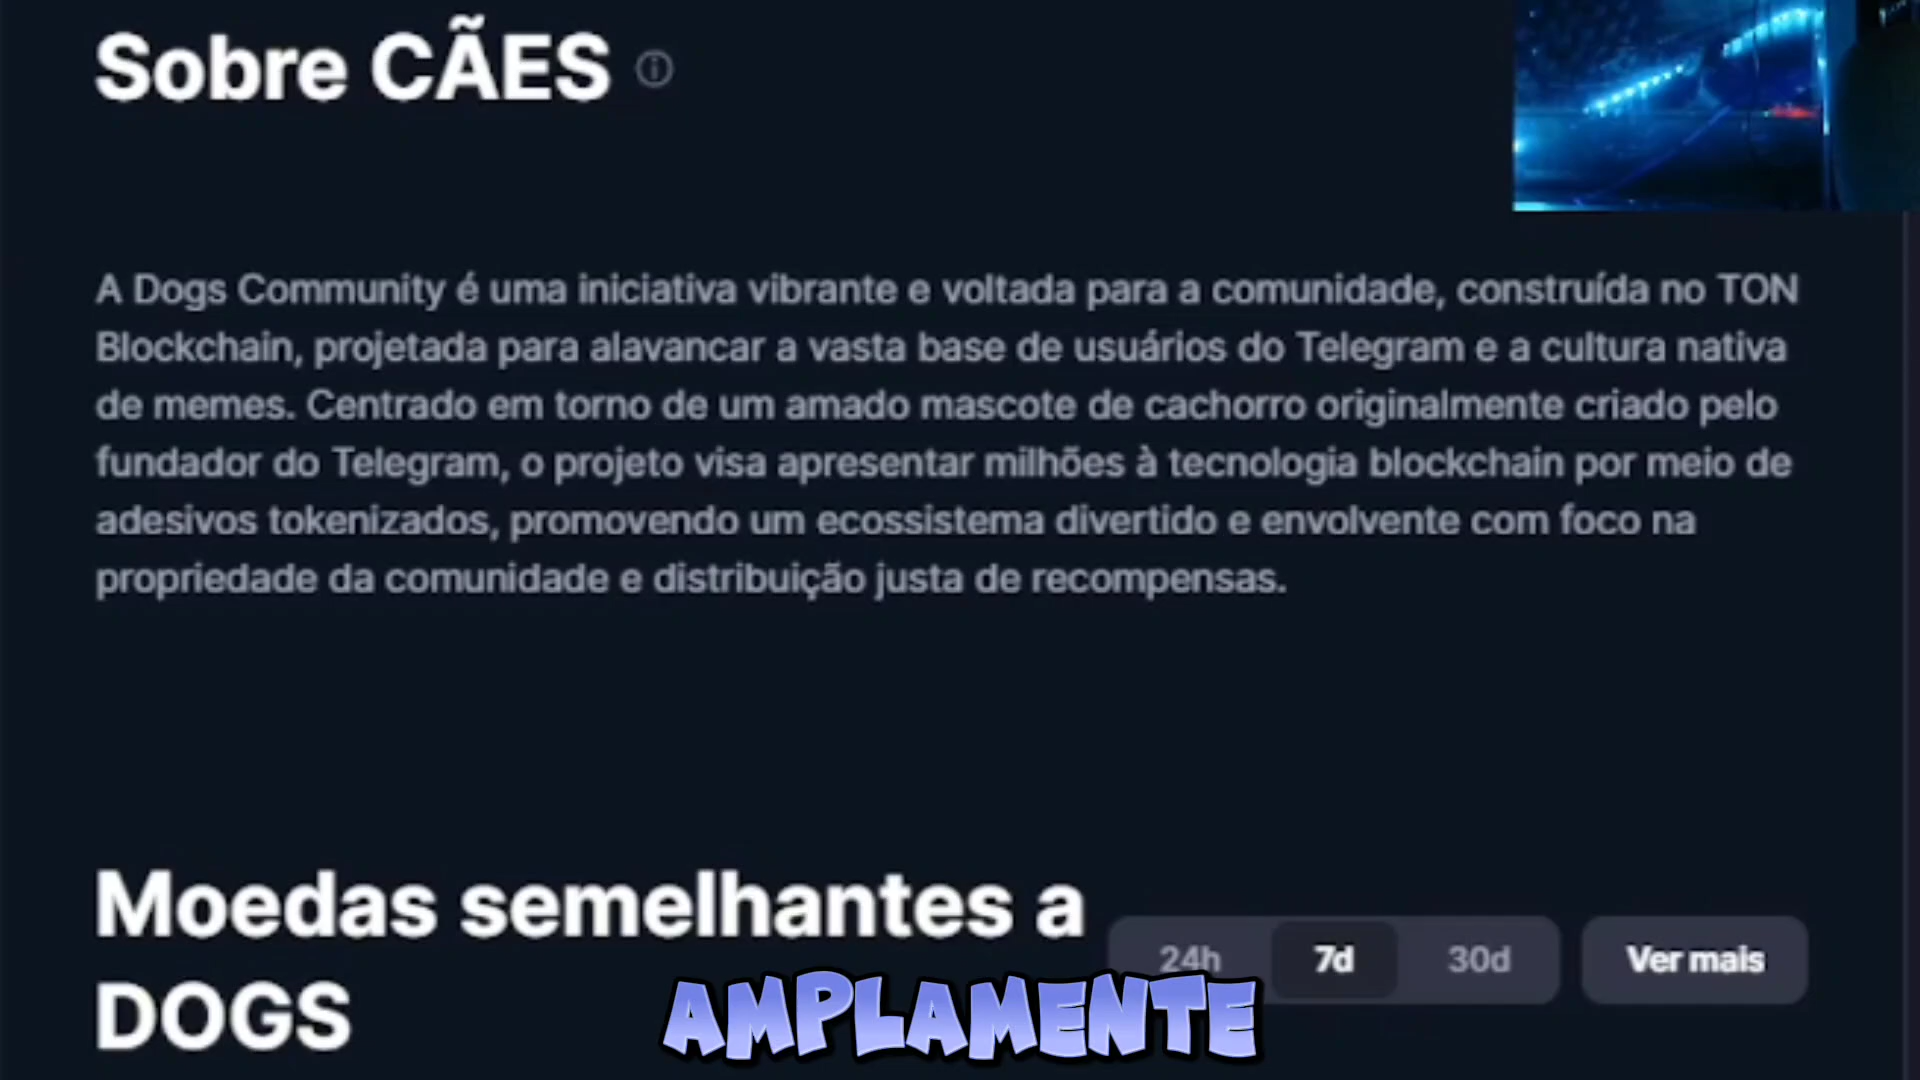 Sobre CÃES
A Dogs Community é uma iniciativa vibrante e voltada para a comunidade, construída no TON
Blockchain, projetada para alavancar a vasta base de usuários do Telegram e a cultura nativa
de memes. Centrado em torno de um amado mascote de cachorro originalmente criado pelo
fundador do Telegram, o projeto visa apresentar milhões à tecnologia blockchain por meio de
adesivos tokenizados, promovendo um ecossistema divertido e envolvente com foco na
propriedade da comunidade e distribuição justa de recompensas.
Moedas semelhantes a
DOGS
24h 7d 30d Ver mais
AMPLAMENTE